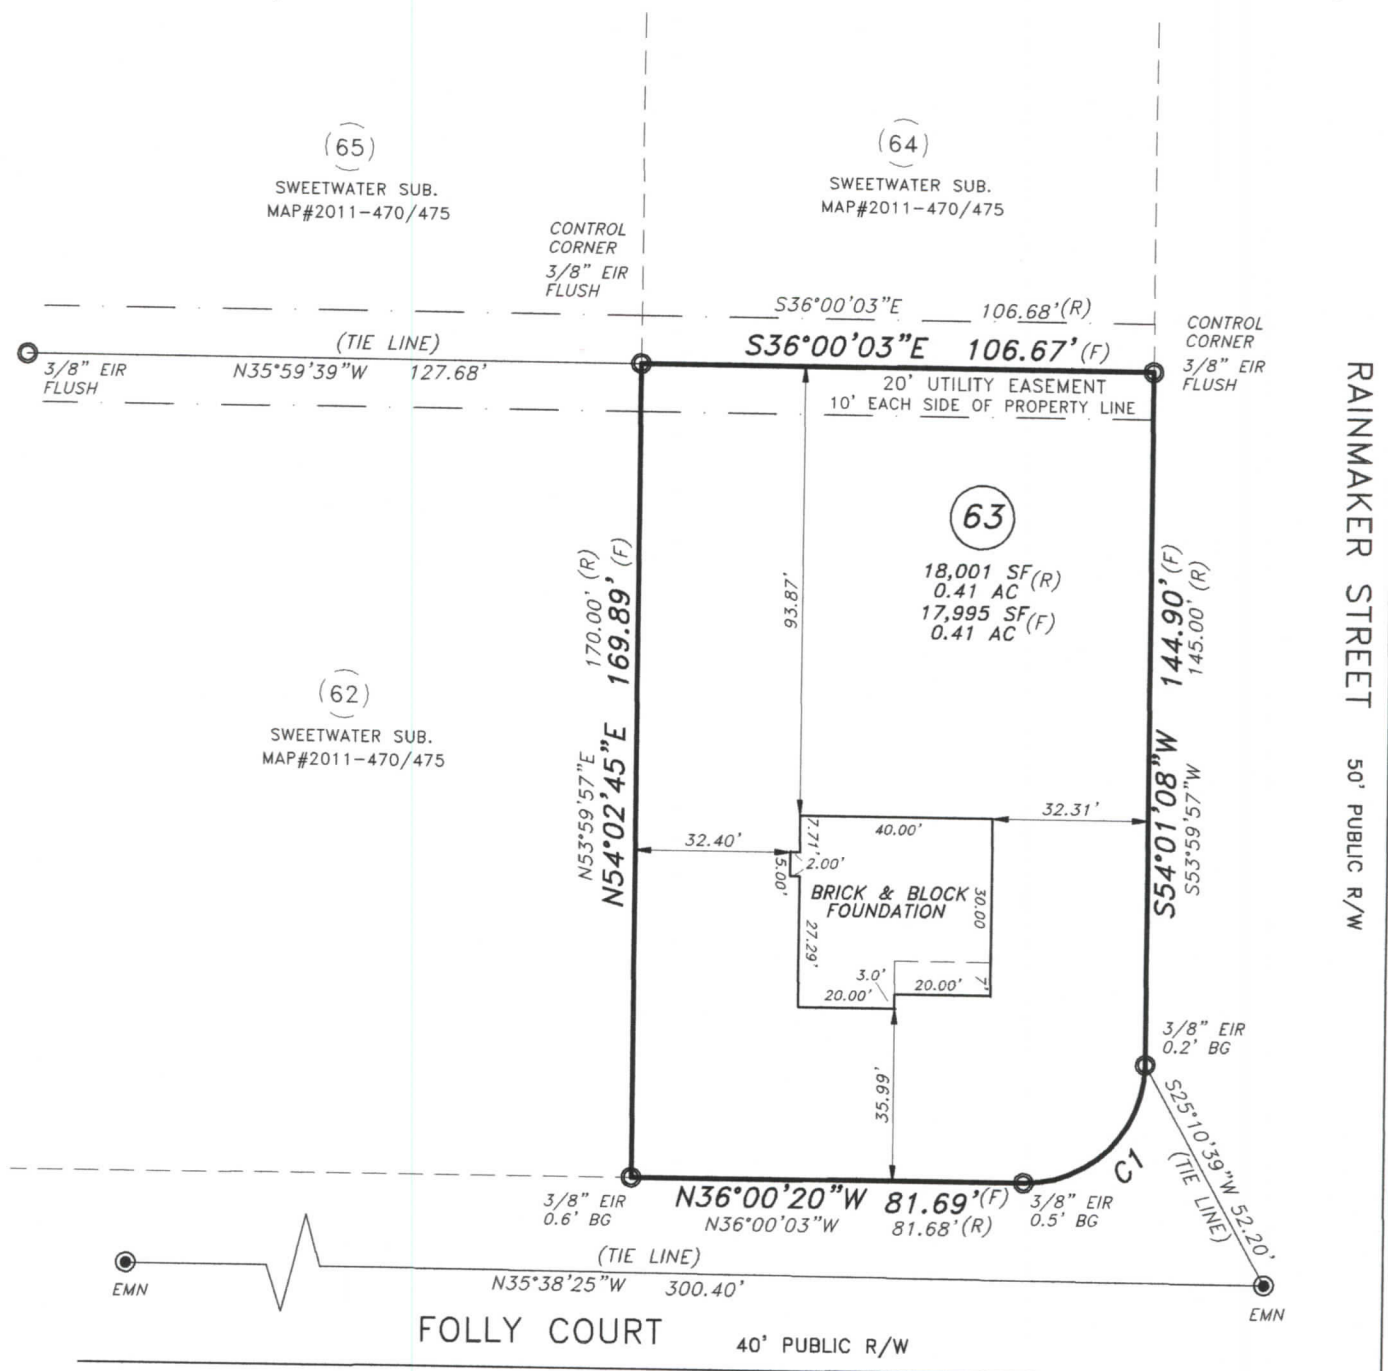 (65)
SWEETWATER SUB.
MAP#2011-470/475
(64)
SWEETWATER SUB.
MAP#2011-470/475
CONTROL
CORNER
3/8" EIR
FLUSH
S36°00'03"E 106.68'(R)
S36°00'03"E 106.67'(F)
CONTROL
CORNER
3/8" EIR
FLUSH
(TIE LINE)
N35°59'39"W 127.68'
3/8" EIR
FLUSH
20' UTILITY EASEMENT
10' EACH SIDE OF PROPERTY LINE
RAINMAKER STREET 50' PUBLIC R/W
63
18,001 SF(R)
0.41 AC
17,995 SF(F)
0.41 AC
93.87'
N53°59'57"E 170.00' (R)
N54°02'45"E 169.89' (F)
S54°01'08"W 144.90'(F)
S53°59'57"W 145.00' (R)
(62)
SWEETWATER SUB.
MAP#2011-470/475
32.40'
32.31'
40.00'
7.71'
2.00'
5.00'
BRICK & BLOCK
FOUNDATION
30.00
27.29'
3.0'
20.00'
20.00'
7'
35.99'
3/8" EIR
0.2' BG
S25°10'39"W 52.20'
(TIE LINE)
C1
3/8" EIR
0.6' BG
N36°00'20"W 81.69'(F)
N36°00'03"W 81.68'(R)
3/8" EIR
0.5' BG
(TIE LINE)
N35°38'25"W 300.40'
EMN
EMN
FOLLY COURT 40' PUBLIC R/W